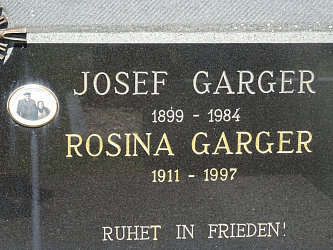 JOSEF GARGER
1899 - 1984
ROSINA GARGER
1911 - 1997
RUHET IN FRIEDEN!